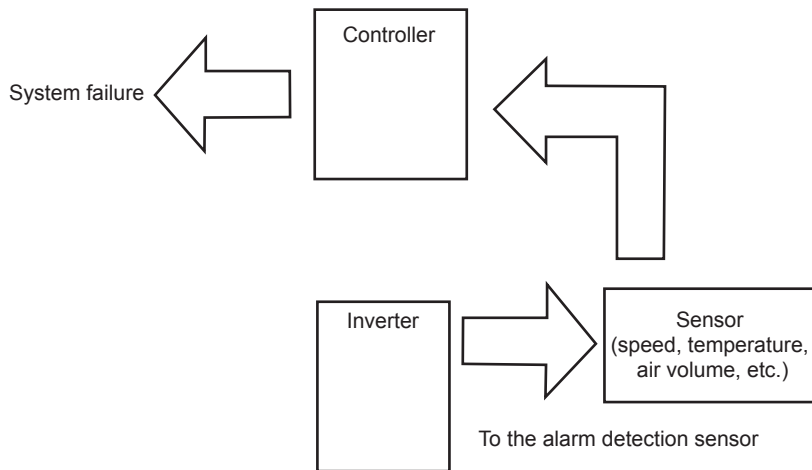 Controller
System failure
Inverter
Sensor
(speed, temperature,
air volume, etc.)
To the alarm detection sensor